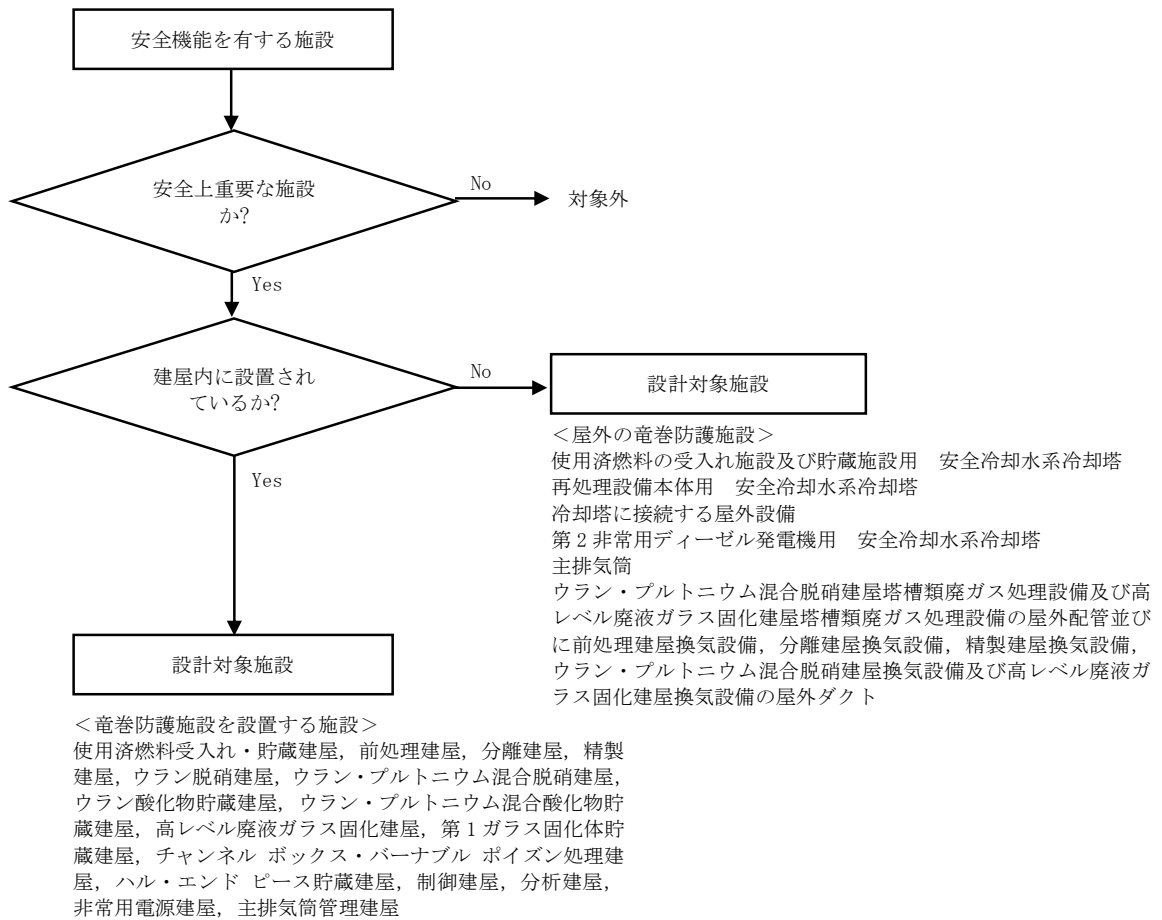 安全機能を有する施設
安全上重要な施設
か?
No
対象外
Yes
建屋内に設置され
ているか?
No
設計対象施設
＜屋外の竜巻防護施設＞
使用済燃料の受入れ施設及び貯蔵施設用　安全冷却水系冷却塔
再処理設備本体用　安全冷却水系冷却塔
冷却塔に接続する屋外設備
第２非常用ディーゼル発電機用　安全冷却水系冷却塔
主排気筒
ウラン・プルトニウム混合脱硝建屋塔槽類廃ガス処理設備及び高
レベル廃液ガラス固化建屋塔槽類廃ガス処理設備の屋外配管並び
に前処理建屋換気設備，分離建屋換気設備，精製建屋換気設備，
ウラン・プルトニウム混合脱硝建屋換気設備及び高レベル廃液ガ
ラス固化建屋換気設備の屋外ダクト
Yes
設計対象施設
＜竜巻防護施設を設置する施設＞
使用済燃料受入れ・貯蔵建屋，前処理建屋，分離建屋，精製
建屋，ウラン脱硝建屋，ウラン・プルトニウム混合脱硝建屋，
ウラン酸化物貯蔵建屋，ウラン・プルトニウム混合酸化物貯
蔵建屋，高レベル廃液ガラス固化建屋，第１ガラス固化体貯
蔵建屋，チャンネル ボックス・バーナブル ポイズン処理建
屋，ハル・エンド ピース貯蔵建屋，制御建屋，分析建屋，
非常用電源建屋，主排気筒管理建屋